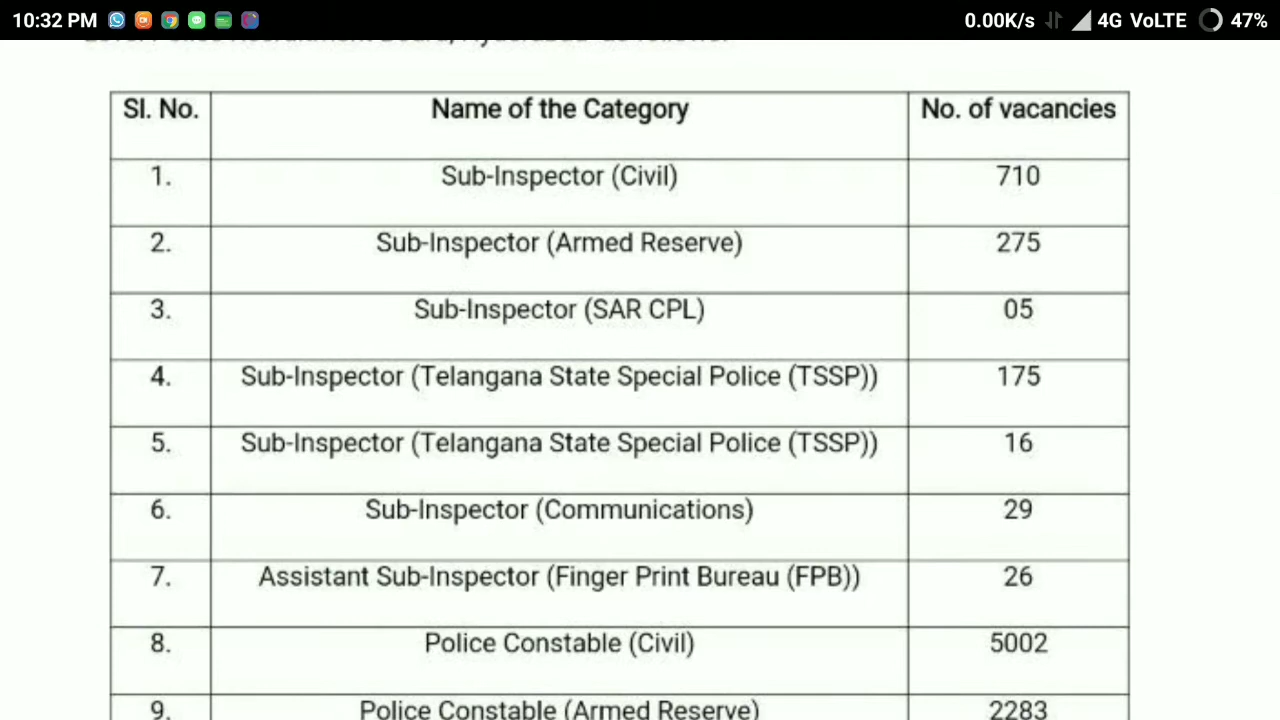 10:32 PM 0.00K/s 4G VoLTE 47%
Sl. No. Name of the Category No. of vacancies
1. Sub-Inspector (Civil) 710
2. Sub-Inspector (Armed Reserve) 275
3. Sub-Inspector (SAR CPL) 05
4. Sub-Inspector (Telangana State Special Police (TSSP)) 175
5. Sub-Inspector (Telangana State Special Police (TSSP)) 16
6. Sub-Inspector (Communications) 29
7. Assistant Sub-Inspector (Finger Print Bureau (FPB)) 26
8. Police Constable (Civil) 5002
9. Police Constable (Armed Reserve) 2283